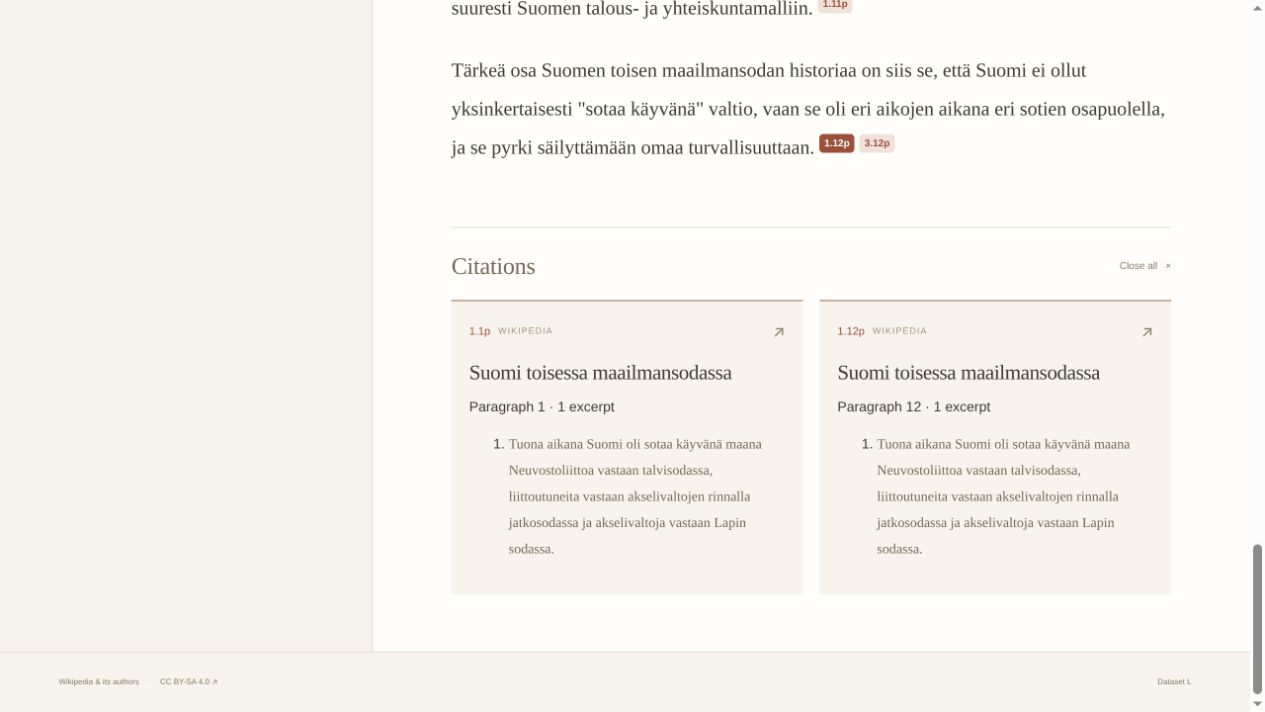 suuresti Suomen talous- ja yhteiskuntamalliin. 1.11p
Tärkeä osa Suomen toisen maailmansodan historiaa on siis se, että Suomi ei ollut
yksinkertaisesti "sotaa käyvänä" valtio, vaan se oli eri aikojen aikana eri sotien osapuolella,
ja se pyrki säilyttämään omaa turvallisuuttaan. 1.12p 3.12p
Citations
Close all ×
1.1p WIKIPEDIA
Suomi toisessa maailmansodassa
Paragraph 1 · 1 excerpt
1. Tuona aikana Suomi oli sotaa käyvänä maana
Neuvostoliittoa vastaan talvisodassa,
liittoutuneita vastaan akselivaltojen rinnalla
jatkosodassa ja akselivaltoja vastaan Lapin
sodassa.
1.12p WIKIPEDIA
Suomi toisessa maailmansodassa
Paragraph 12 · 1 excerpt
1. Tuona aikana Suomi oli sotaa käyvänä maana
Neuvostoliittoa vastaan talvisodassa,
liittoutuneita vastaan akselivaltojen rinnalla
jatkosodassa ja akselivaltoja vastaan Lapin
sodassa.
Wikipedia & its authors · CC BY-SA 4.0 ↗
Dataset L